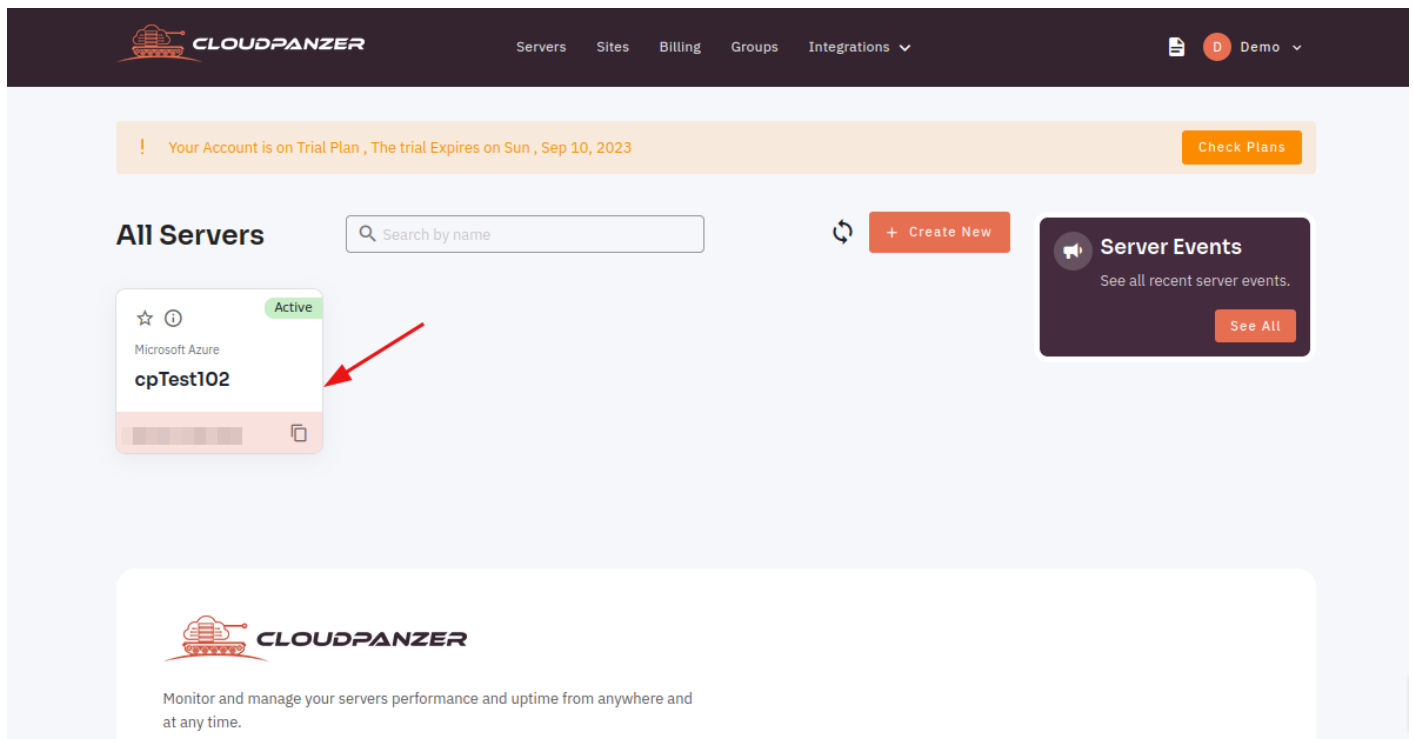 CLOUDPANZER
Servers Sites Billing Groups Integrations
D Demo
! Your Account is on Trial Plan , The trial Expires on Sun , Sep 10, 2023
Check Plans
All Servers
Search by name
+ Create New
Server Events
See all recent server events.
See All
Active
Microsoft Azure
cpTest102
CLOUDPANZER
Monitor and manage your servers performance and uptime from anywhere and
at any time.